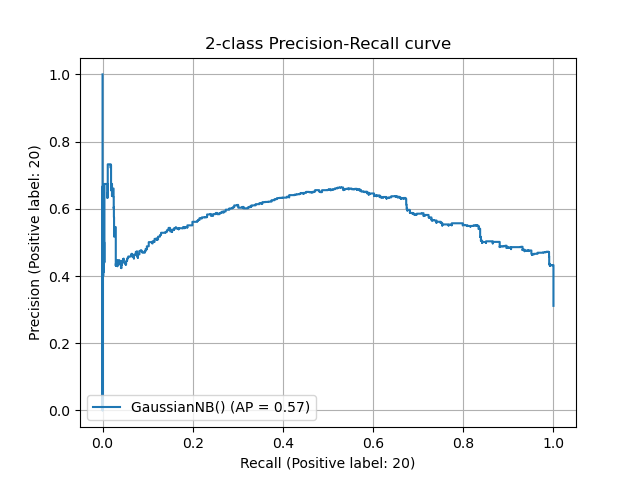 2-class Precision-Recall curve
Precision (Positive label: 20)
1.0
0.8
0.6
0.4
0.2
0.0
GaussianNB() (AP = 0.57)
0.0 0.2 0.4 0.6 0.8 1.0
Recall (Positive label: 20)